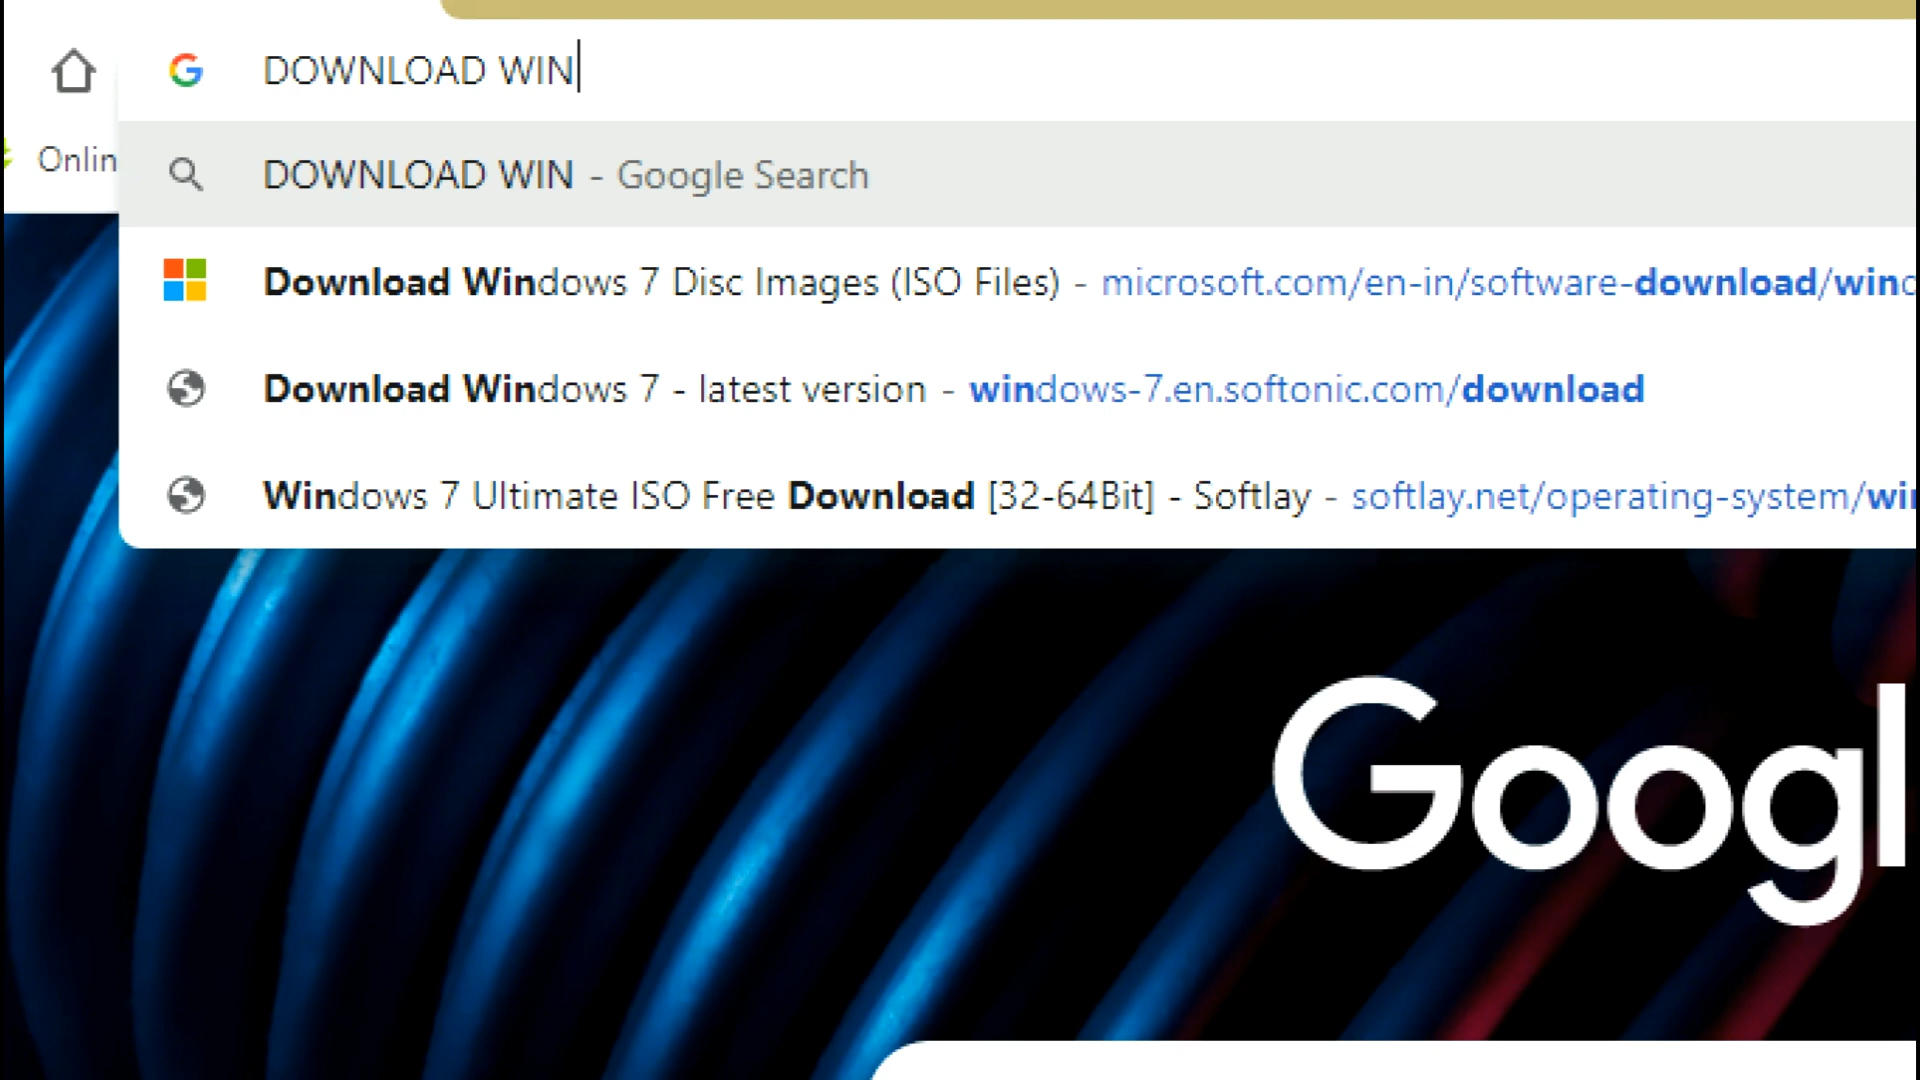 DOWNLOAD WIN
Onlin
DOWNLOAD WIN - Google Search
Download Windows 7 Disc Images (ISO Files) - microsoft.com/en-in/software-download/wind
Download Windows 7 - latest version - windows-7.en.softonic.com/download
Windows 7 Ultimate ISO Free Download [32-64Bit] - Softlay - softlay.net/operating-system/win
Googl